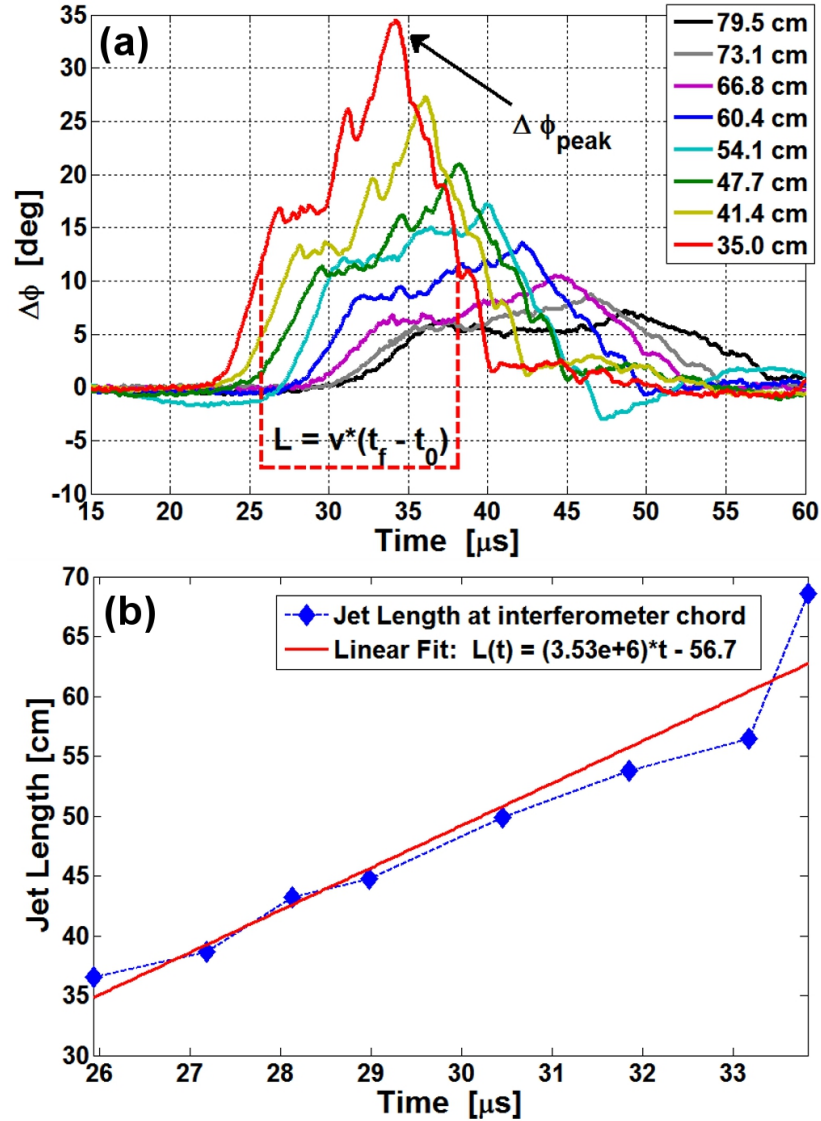 (a)
35
30
25
20
15
10
5
0
-5
-10
Δϕ [deg]
79.5 cm
73.1 cm
66.8 cm
60.4 cm
54.1 cm
47.7 cm
41.4 cm
35.0 cm
Δ ϕpeak
L = v*(tf - t0)
15 20 25 30 35 40 45 50 55 60
Time [μs]
(b)
70
65
60
55
50
45
40
35
30
Jet Length [cm]
Jet Length at interferometer chord
Linear Fit: L(t) = (3.53e+6)*t - 56.7
26 27 28 29 30 31 32 33
Time [μs]